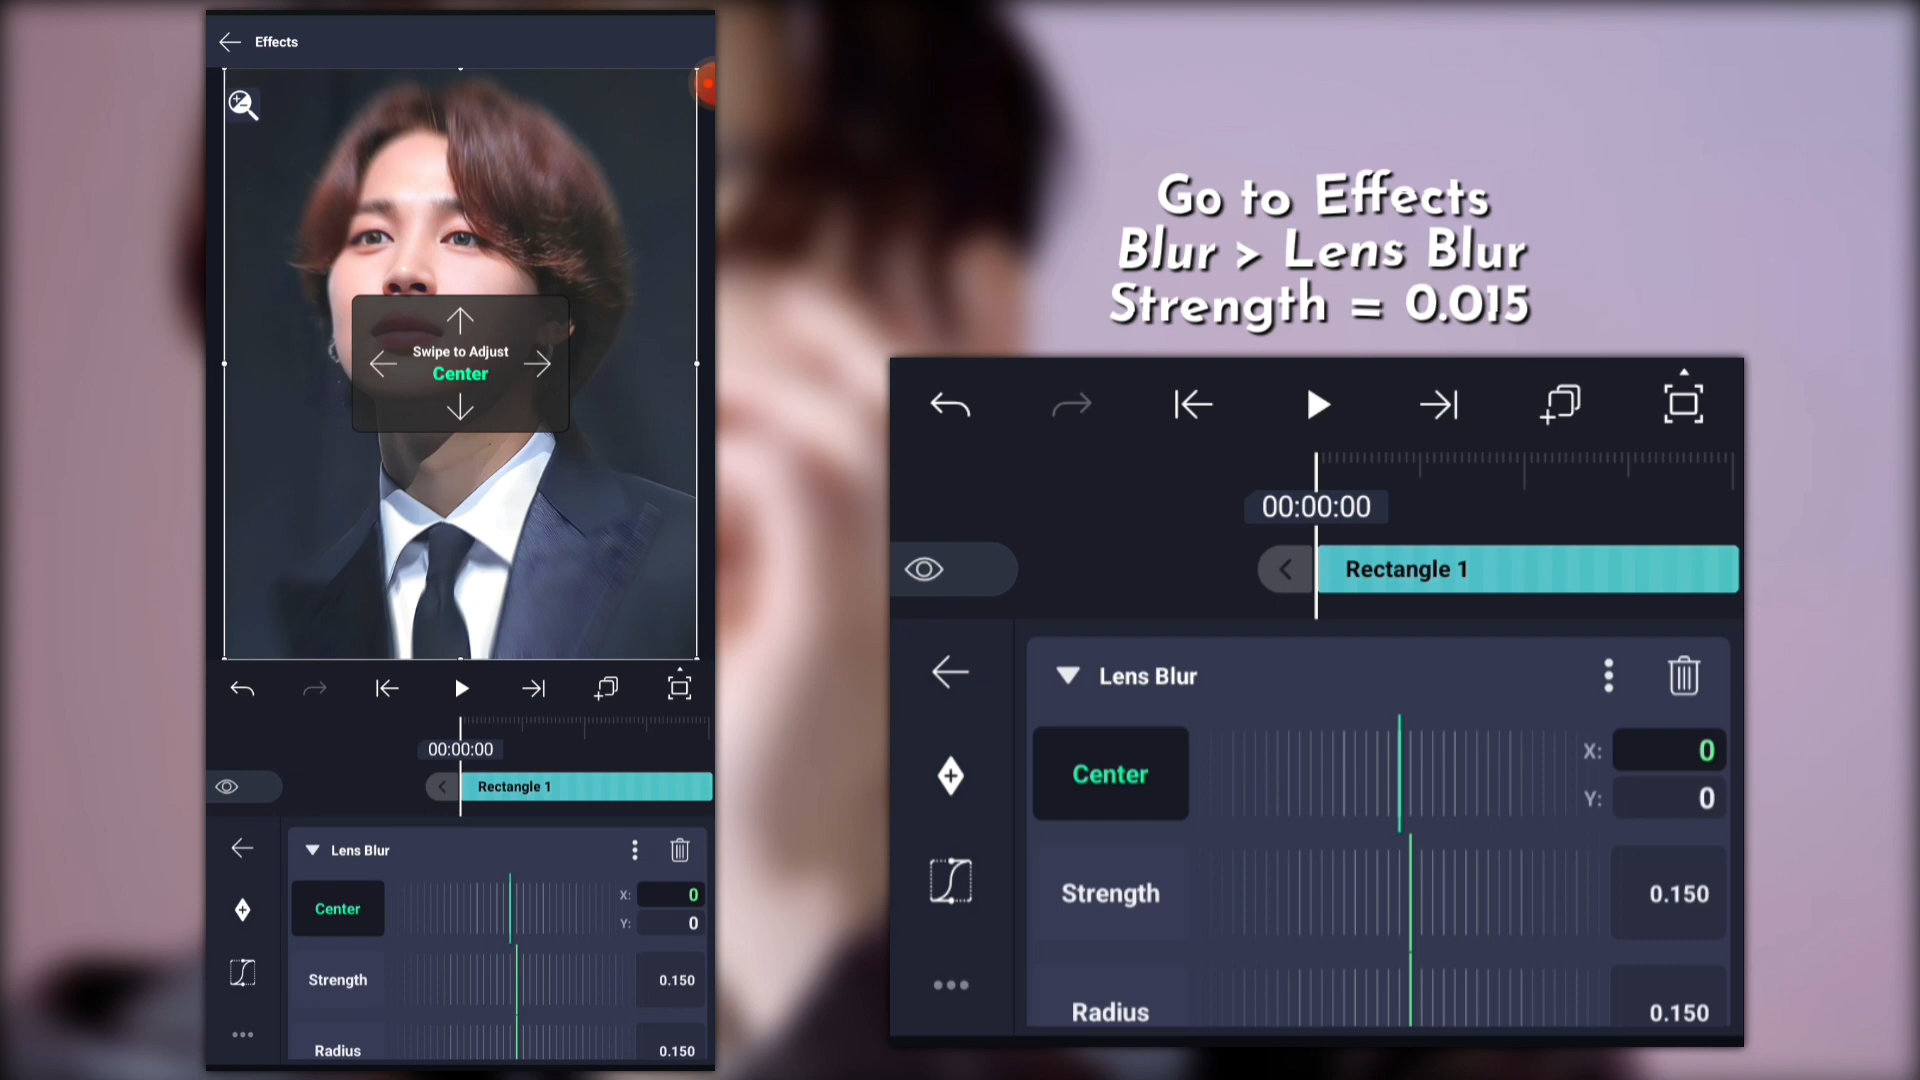 Effects
Swipe to Adjust
Center
00:00:00
Rectangle 1
Lens Blur
Center
X: 0
Y: 0
Strength 0.150
Radius 0.150
Go to Effects
Blur > Lens Blur
Strength = 0.015
00:00:00
Rectangle 1
Lens Blur
Center
X: 0
Y: 0
Strength 0.150
Radius 0.150